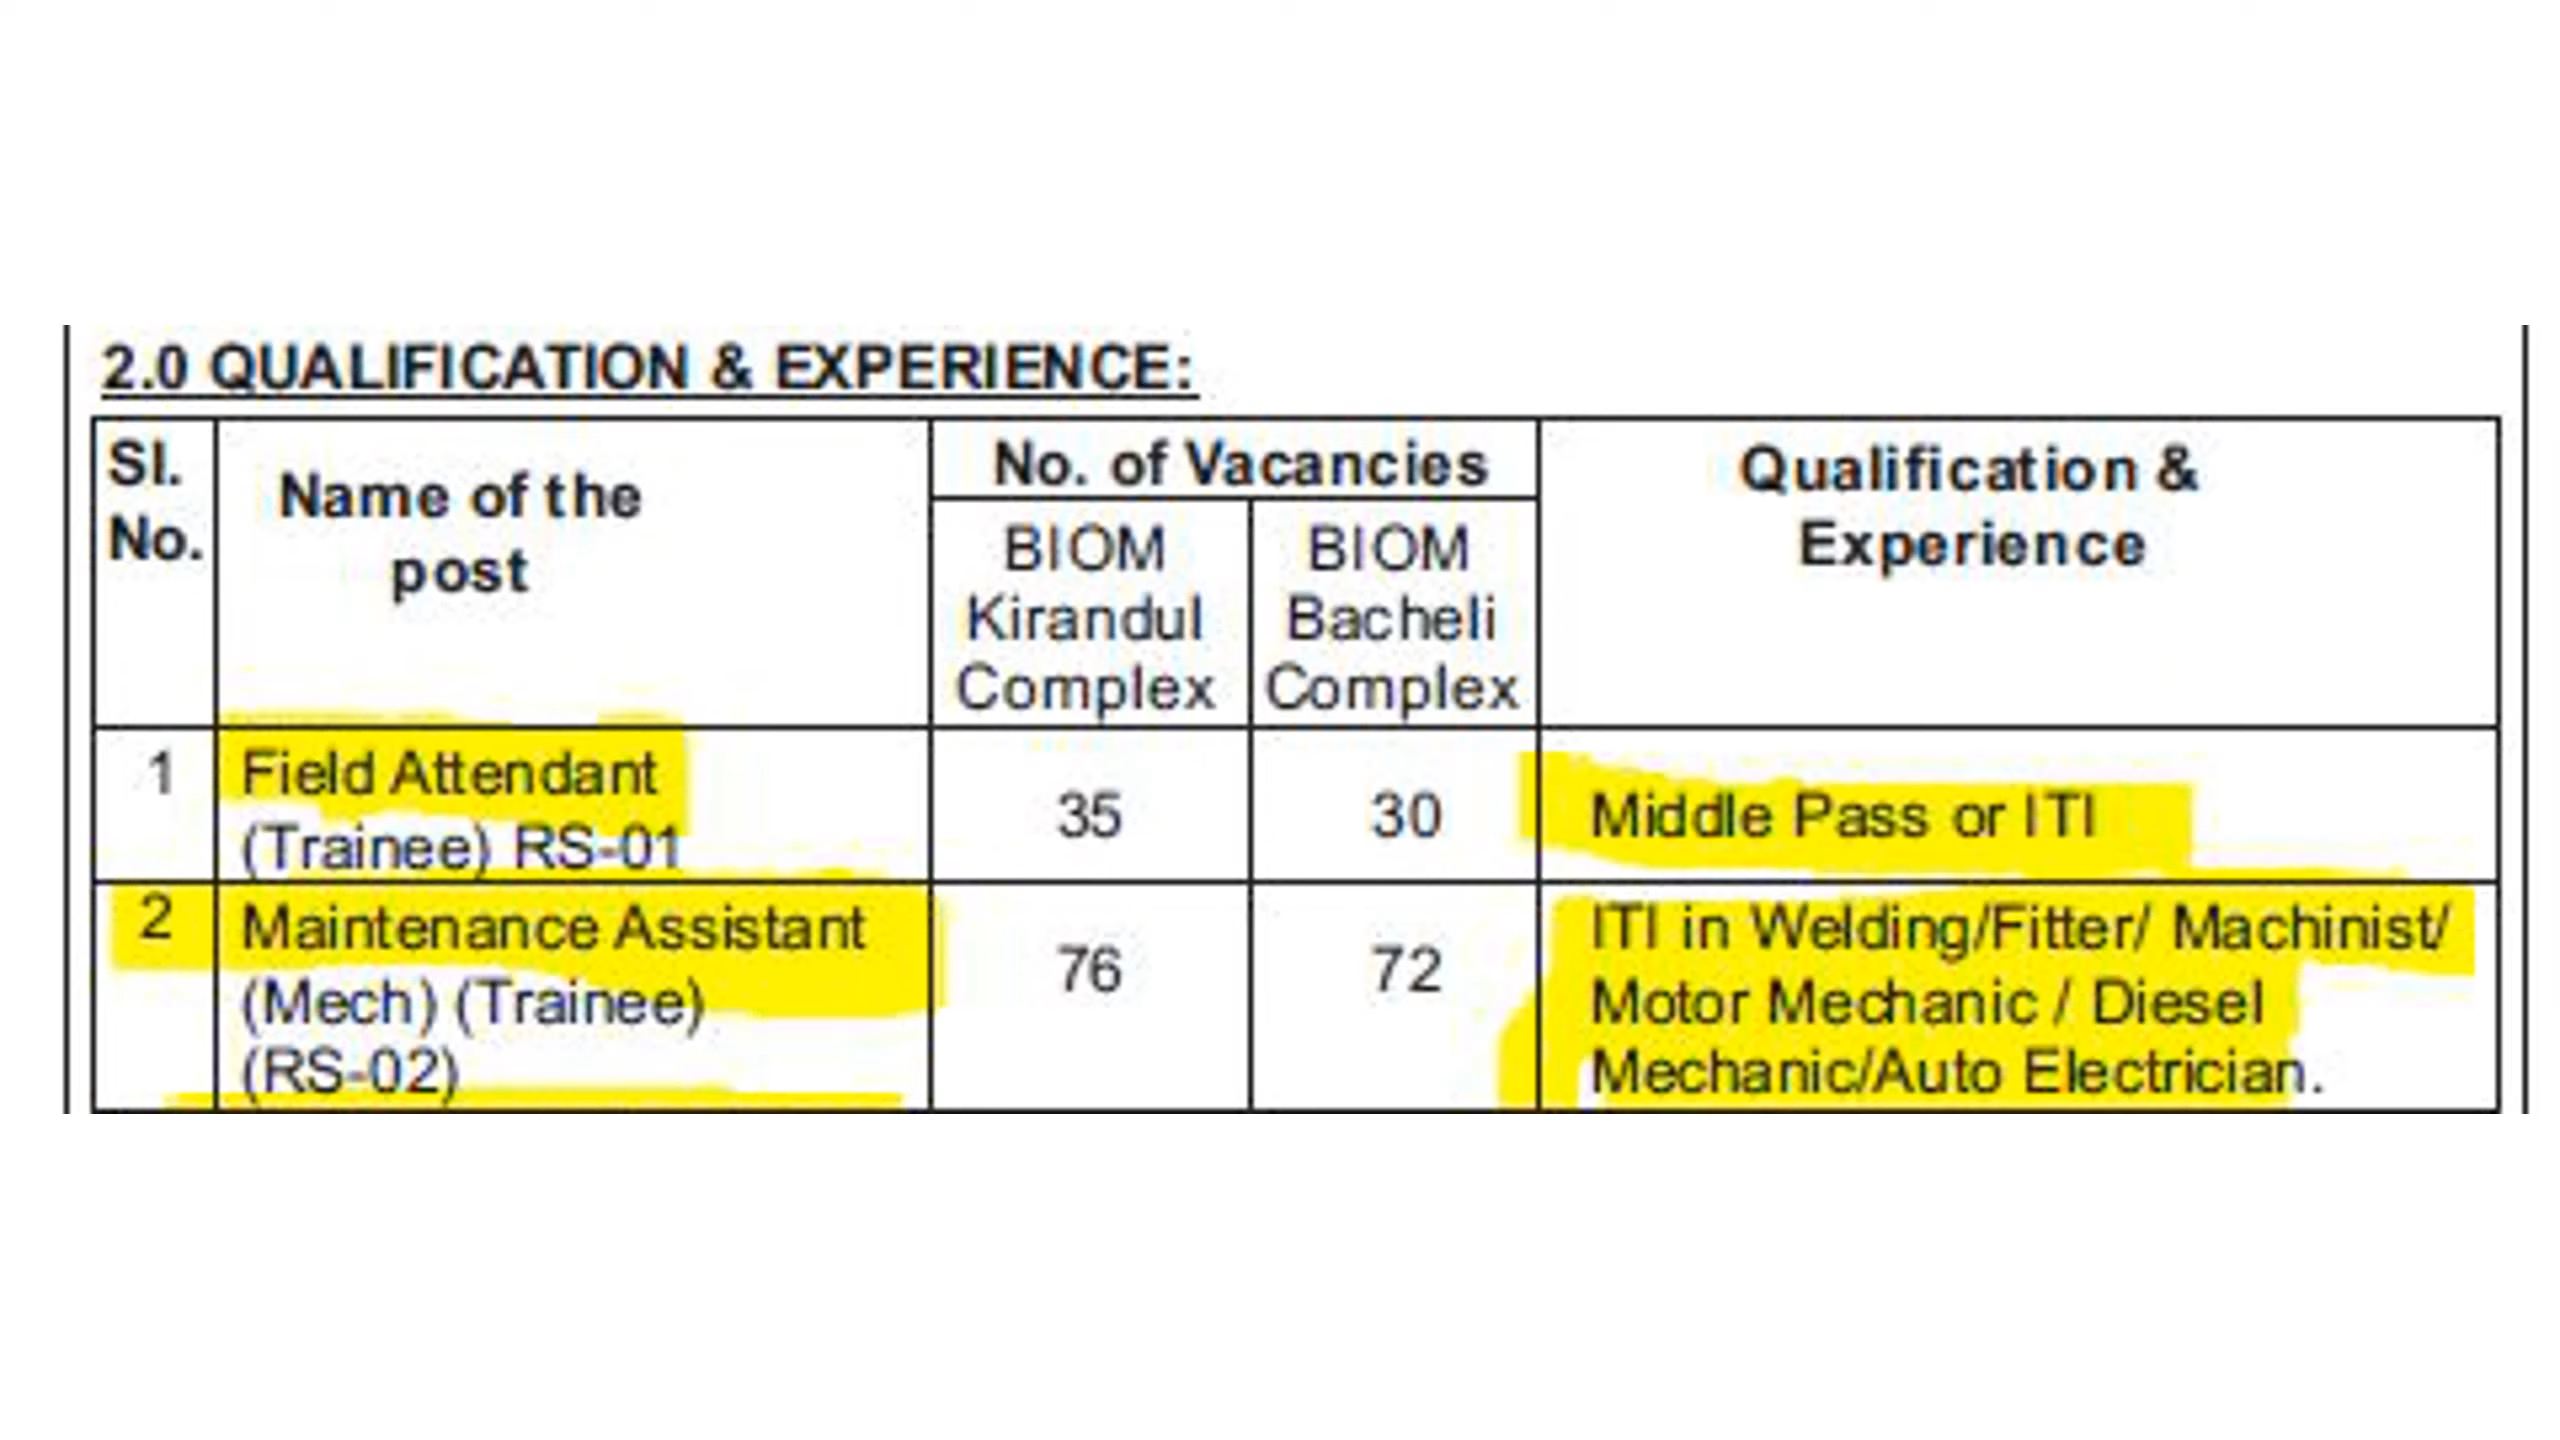 2.0 QUALIFICATION & EXPERIENCE:
Sl.
No.
Name of the
post
No. of Vacancies
BIOM
Kirandul
Complex
BIOM
Bacheli
Complex
Qualification &
Experience
1
Field Attendant
(Trainee) RS-01
35
30
Middle Pass or ITI
2
Maintenance Assistant
(Mech) (Trainee)
(RS-02)
76
72
ITI in Welding/Fitter/ Machinist/
Motor Mechanic / Diesel
Mechanic/Auto Electrician.